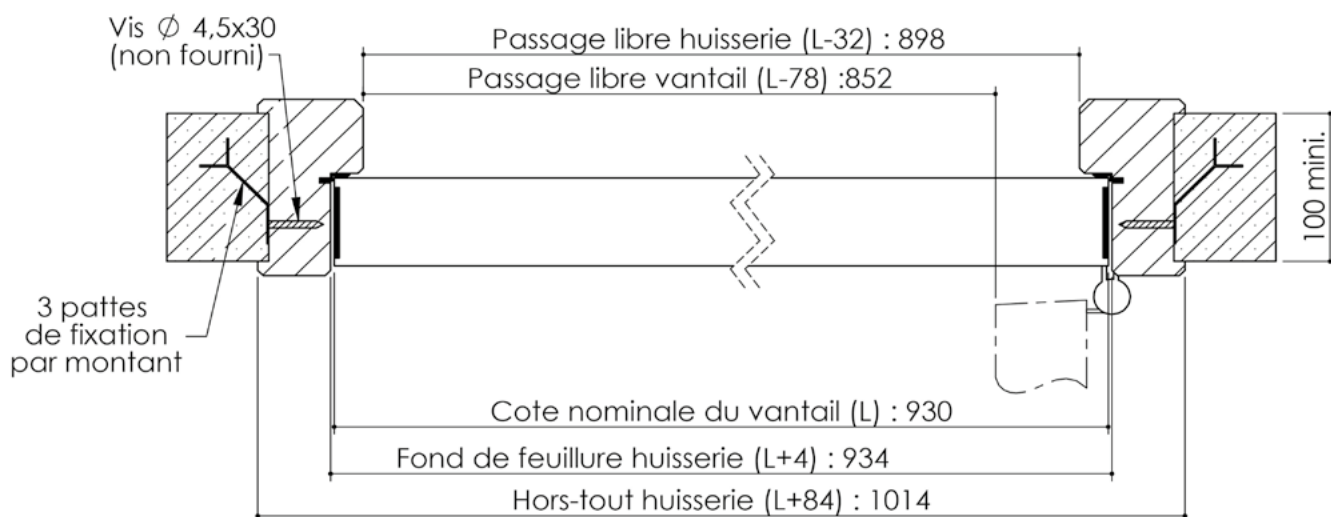 Vis Ø 4,5x30
(non fourni)
Passage libre huisserie (L-32) : 898
Passage libre vantail (L-78) :852
100 mini.
3 pattes
de fixation
par montant
Cote nominale du vantail (L) : 930
Fond de feuillure huisserie (L+4) : 934
Hors-tout huisserie (L+84) : 1014